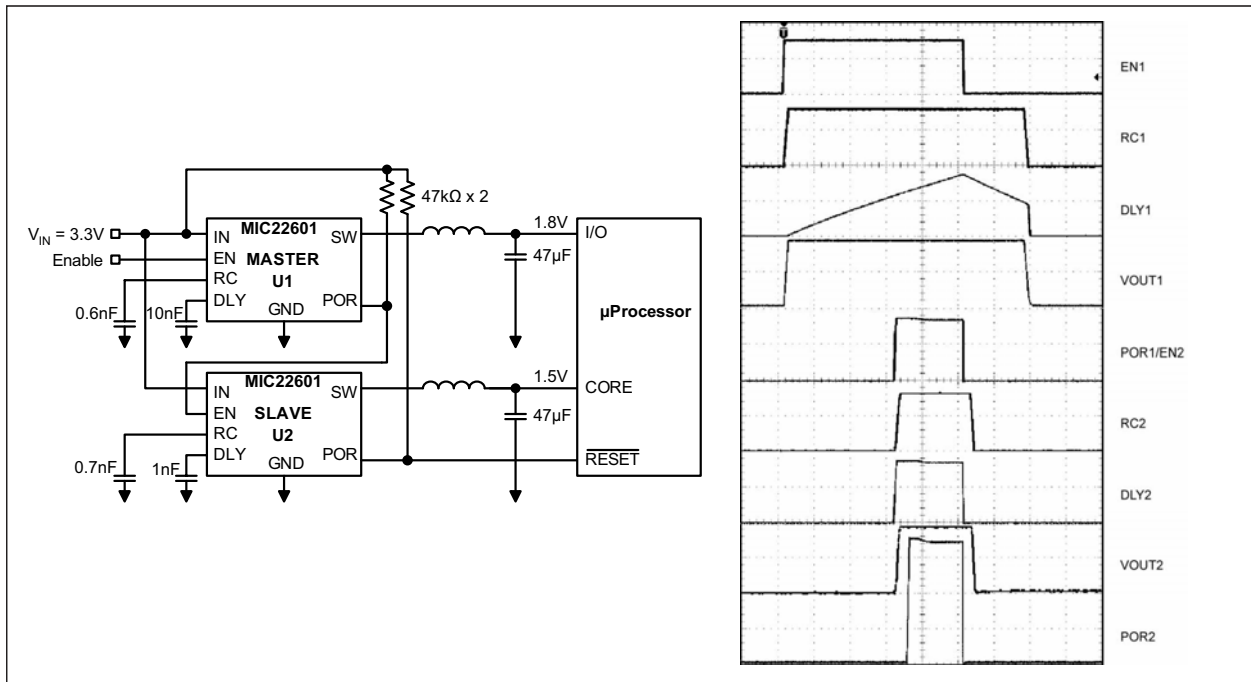 47kΩ x 2
V_IN = 3.3V
Enable
MIC22601
IN
EN
RC
DLY
MASTER
U1
GND
SW
POR
0.6nF
10nF
1.8V
47µF
I/O
µProcessor
CORE
RESET
MIC22601
IN
EN
RC
DLY
SLAVE
U2
GND
SW
POR
0.7nF
1nF
1.5V
47µF
EN1
RC1
DLY1
VOUT1
POR1/EN2
RC2
DLY2
VOUT2
POR2